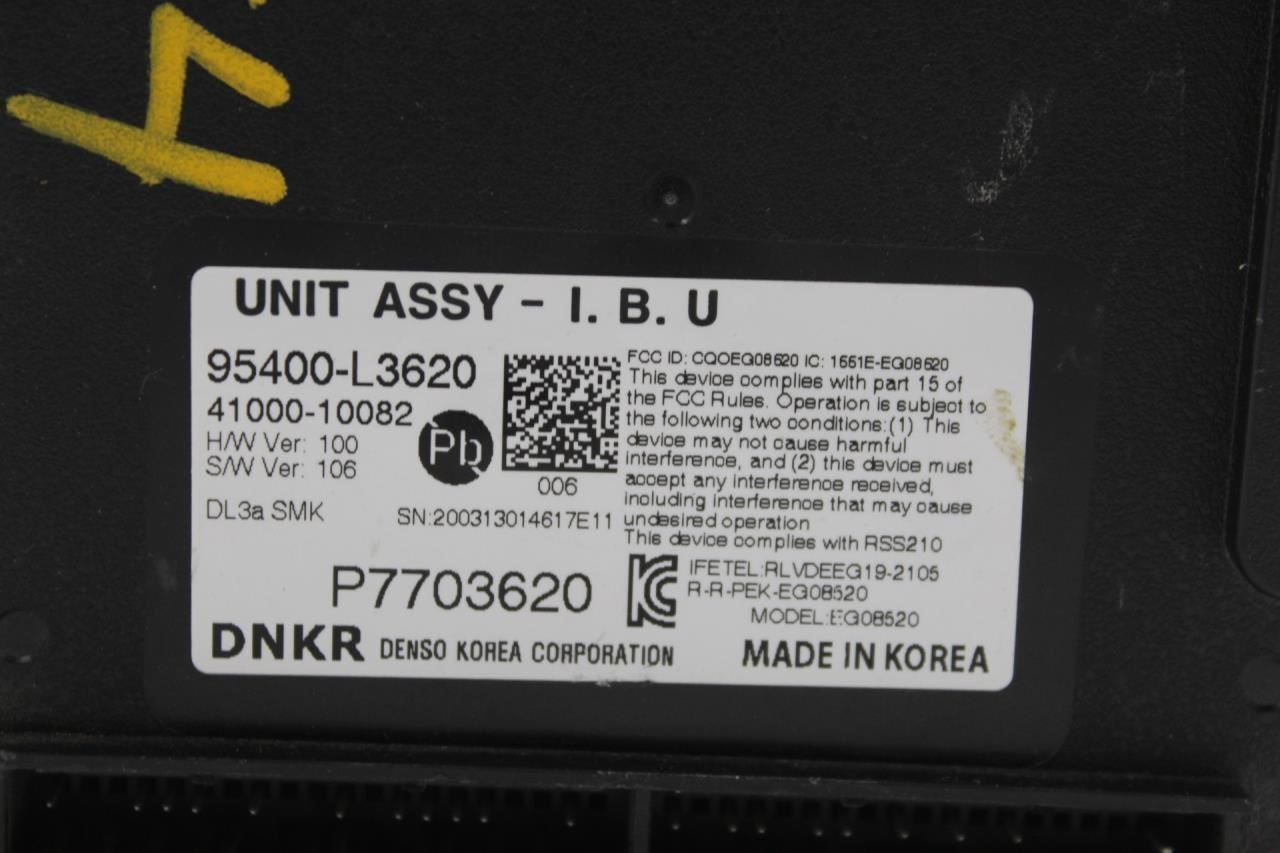 UNIT ASSY - I. B. U
95400-L3620
41000-10082
H/W Ver: 100
S/W Ver: 106
Pb
006
DL3a SMK
SN:200313014617E11
P7703620
DNKR DENSO KOREA CORPORATION
FCC ID: CQOEG08520 IC: 1551E-EG08520
This device complies with part 15 of
the FCC Rules. Operation is subject to
the following two conditions:(1) This
device may not cause harmful
interference, and (2) this device must
accept any interference received,
including interference that may cause
undesired operation
This device complies with RSS210
IFETEL:RLVDEEG19-2105
R-R-PEK-EG08520
MODEL:EG08520
MADE IN KOREA